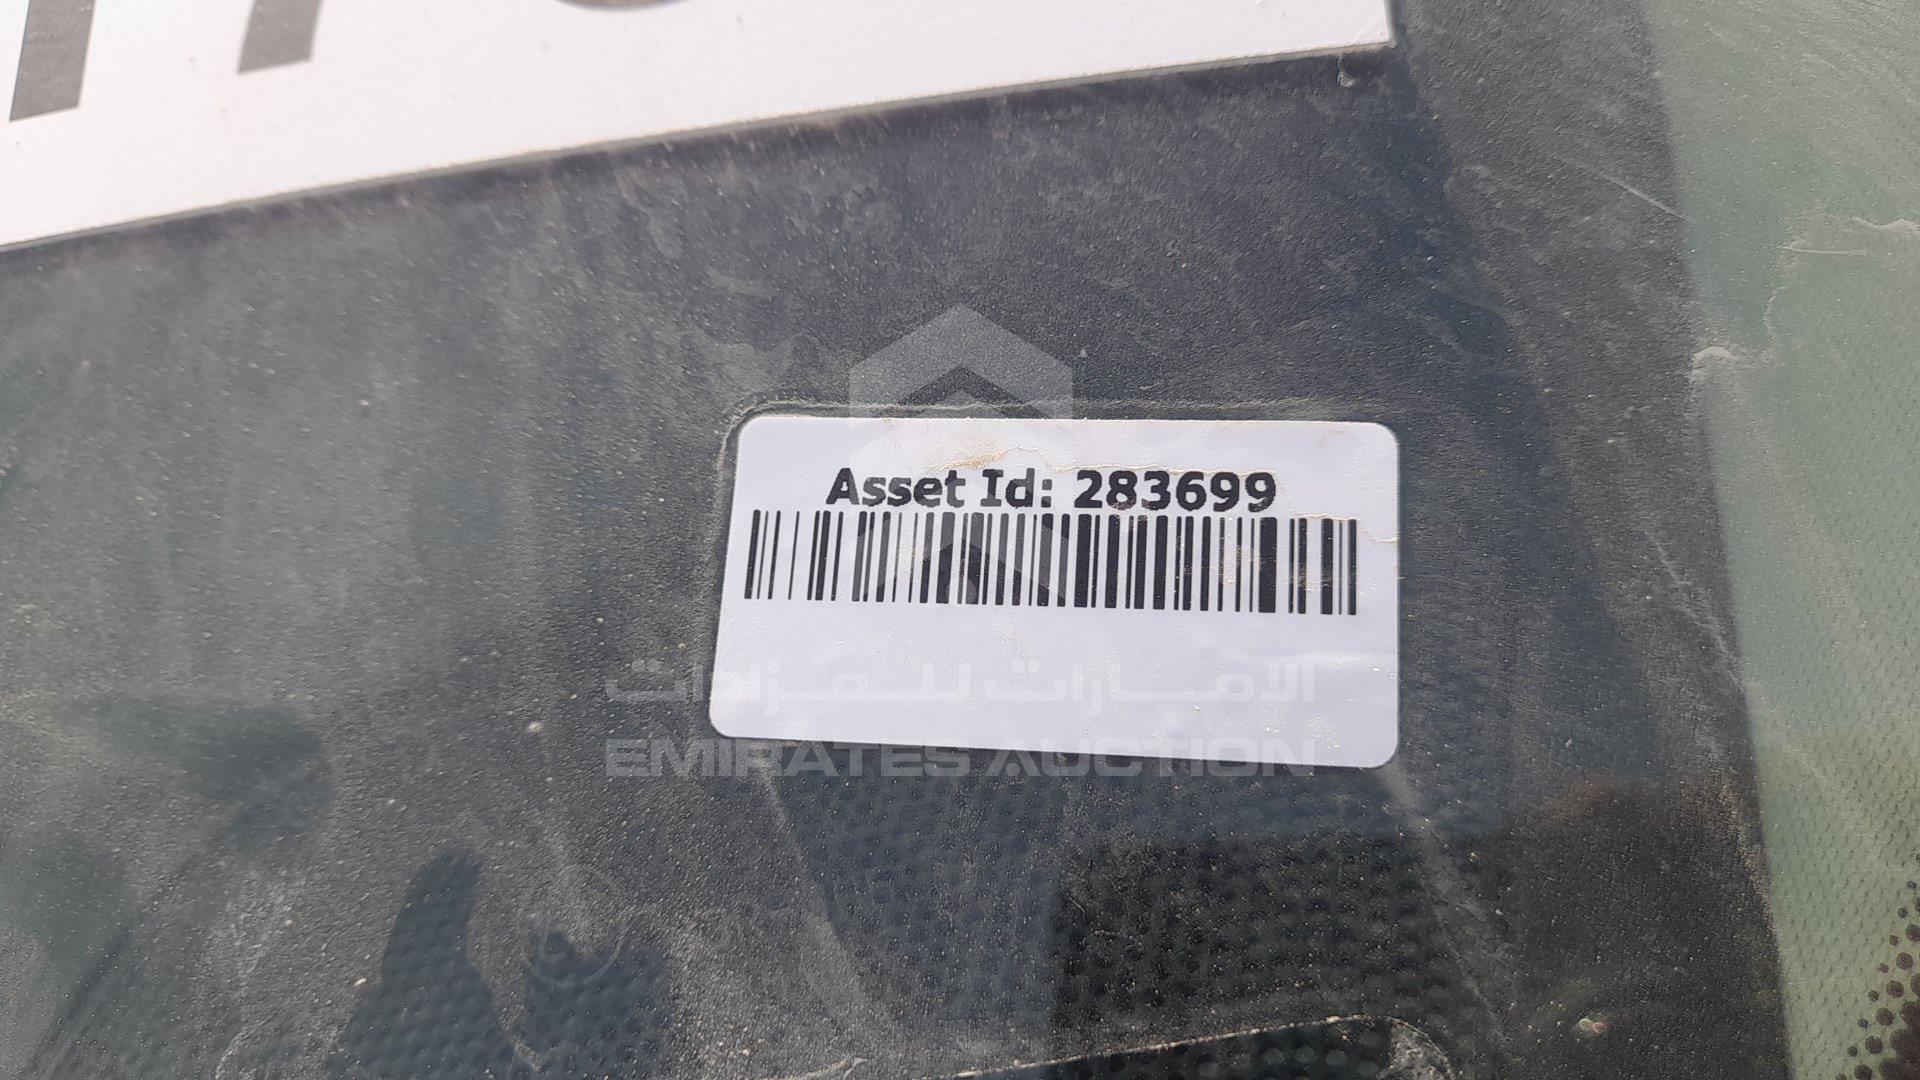 Asset Id: 283699
الامارات للمزادات
EMIRATES AUCTION